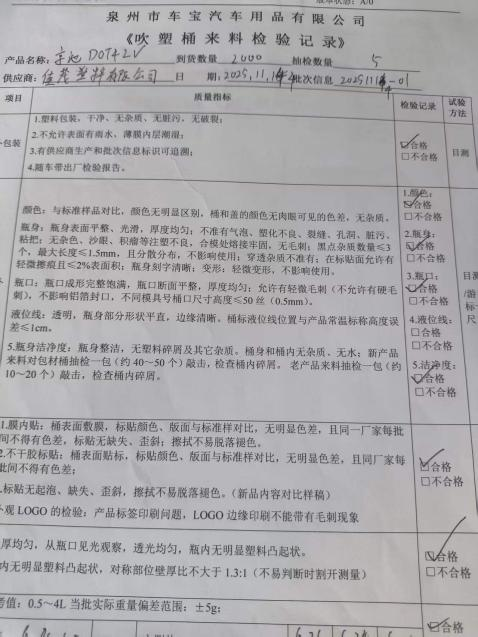 版本状态：A/0
泉州市车宝汽车用品有限公司
《吹塑桶来料检验记录》
产品名称： DOT4 2L 到货数量 2000 抽检数量 5
供应商：佳茂塑料有限公司 日 期：2025.11.14 批次信息 20251114-01
项目 质量指标 检验记录 试验方法
包装
1.塑料包装，干净、无杂质、无脏污、无破裂；
2.不允许表面有雨水，薄膜内层潮湿；
3.有供应商生产和批次信息标识可追溯；
4.随车带出厂检验报告。
☑合格
□不合格
目测
颜色：与标准样品对比，颜色无明显区别，桶和盖的颜色无肉眼可见的色差，无杂质。
瓶身：瓶身表面平整、光滑，厚度均匀；不准有气泡、塑化不良、裂缝、孔洞、脏污、
粘把；无杂色、沙眼、积瘤等注塑不良，合模处熔接牢固，无毛刺；黑点杂质数量≤3
个，最大长度≤1.5mm，且分散分布，不影响使用；穿透杂质不准有；在标贴面允许有
轻微擦痕且≤2%表面积；瓶身刻字清晰；变形：轻微变形，不影响使用。
瓶口：瓶口成形完整饱满，瓶口断面平整，厚度均匀；允许有轻微毛刺（不允许有硬毛
刺），不影响铝箔封口，不同模具号桶口尺寸高度≤50 丝（0.5mm）。
液位线：透明，瓶身部分形状平直，边缘清晰。桶标液位线位置与产品常温标称高度误
差≤1cm。
5.瓶身洁净度：瓶身整洁，无塑料碎屑及其它杂质。桶身和桶内无杂质、无水；新产品
来料对包材桶抽检一包（约 40～50 个）敲击，检查桶内碎屑。 老产品来料抽检一包（约
10～20 个）敲击，检查桶内碎屑。
1.颜色：
☑合格
□不合格
2.瓶身：
☑合格
□不合格
3.瓶口：
☑合格
□不合格
4.液位线：
□合格
□不合格
5.洁净度：
☑合格
□不合格
目测
标
尺
1.膜内贴：桶表面敷膜，标贴颜色、版面与标准样对比，无明显色差，且同一厂家每批
间不得有色差，标贴无缺失、歪斜；擦拭不易脱落褪色。
2.不干胶标贴：桶表面贴标，标贴颜色、版面与标准样对比，无明显色差，且同厂家每
批间不得有色差；
标贴无起泡、缺失、歪斜，擦拭不易脱落褪色。（新品内容对比样稿）
观 LOGO 的检验：产品标签印刷问题，LOGO 边缘印刷不能带有毛刺现象
☑合格
□不合格
厚均匀，从瓶口见光观察，透光均匀，瓶内无明显塑料凸起状。
内无明显塑料凸起状，对称部位壁厚比不大于 1.3:1（不易判断时割开测量）
☑合格
□不合格
考值：0.5～4L 当批实际重量偏差范围：±5g；
☑合格